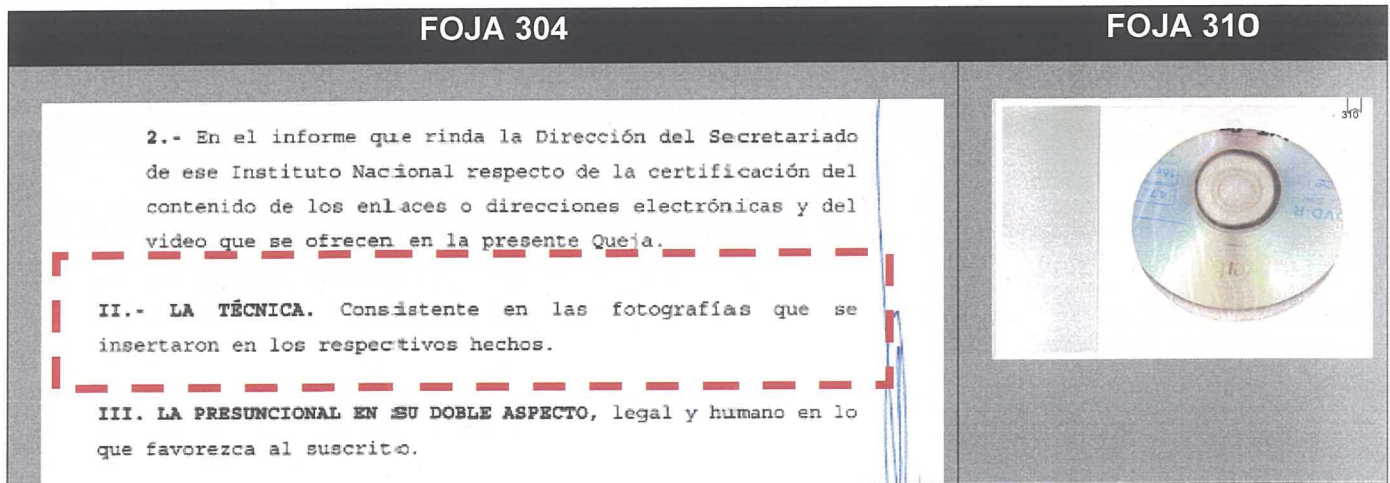 FOJA 304
FOJA 310
2.- En el informe que rinda la Dirección del Secretariado
de ese Instituto Nacional respecto de la certificación del
contenido de los enlaces o direcciones electrónicas y del
video que se ofrecen en la presente Queja.
II.- LA TÉCNICA. Consistente en las fotografías que se
insertaron en los respectivos hechos.
III. LA PRESUNCIONAL EN SU DOBLE ASPECTO, legal y humano en lo
que favorezca al suscrito.
310
DVD-R